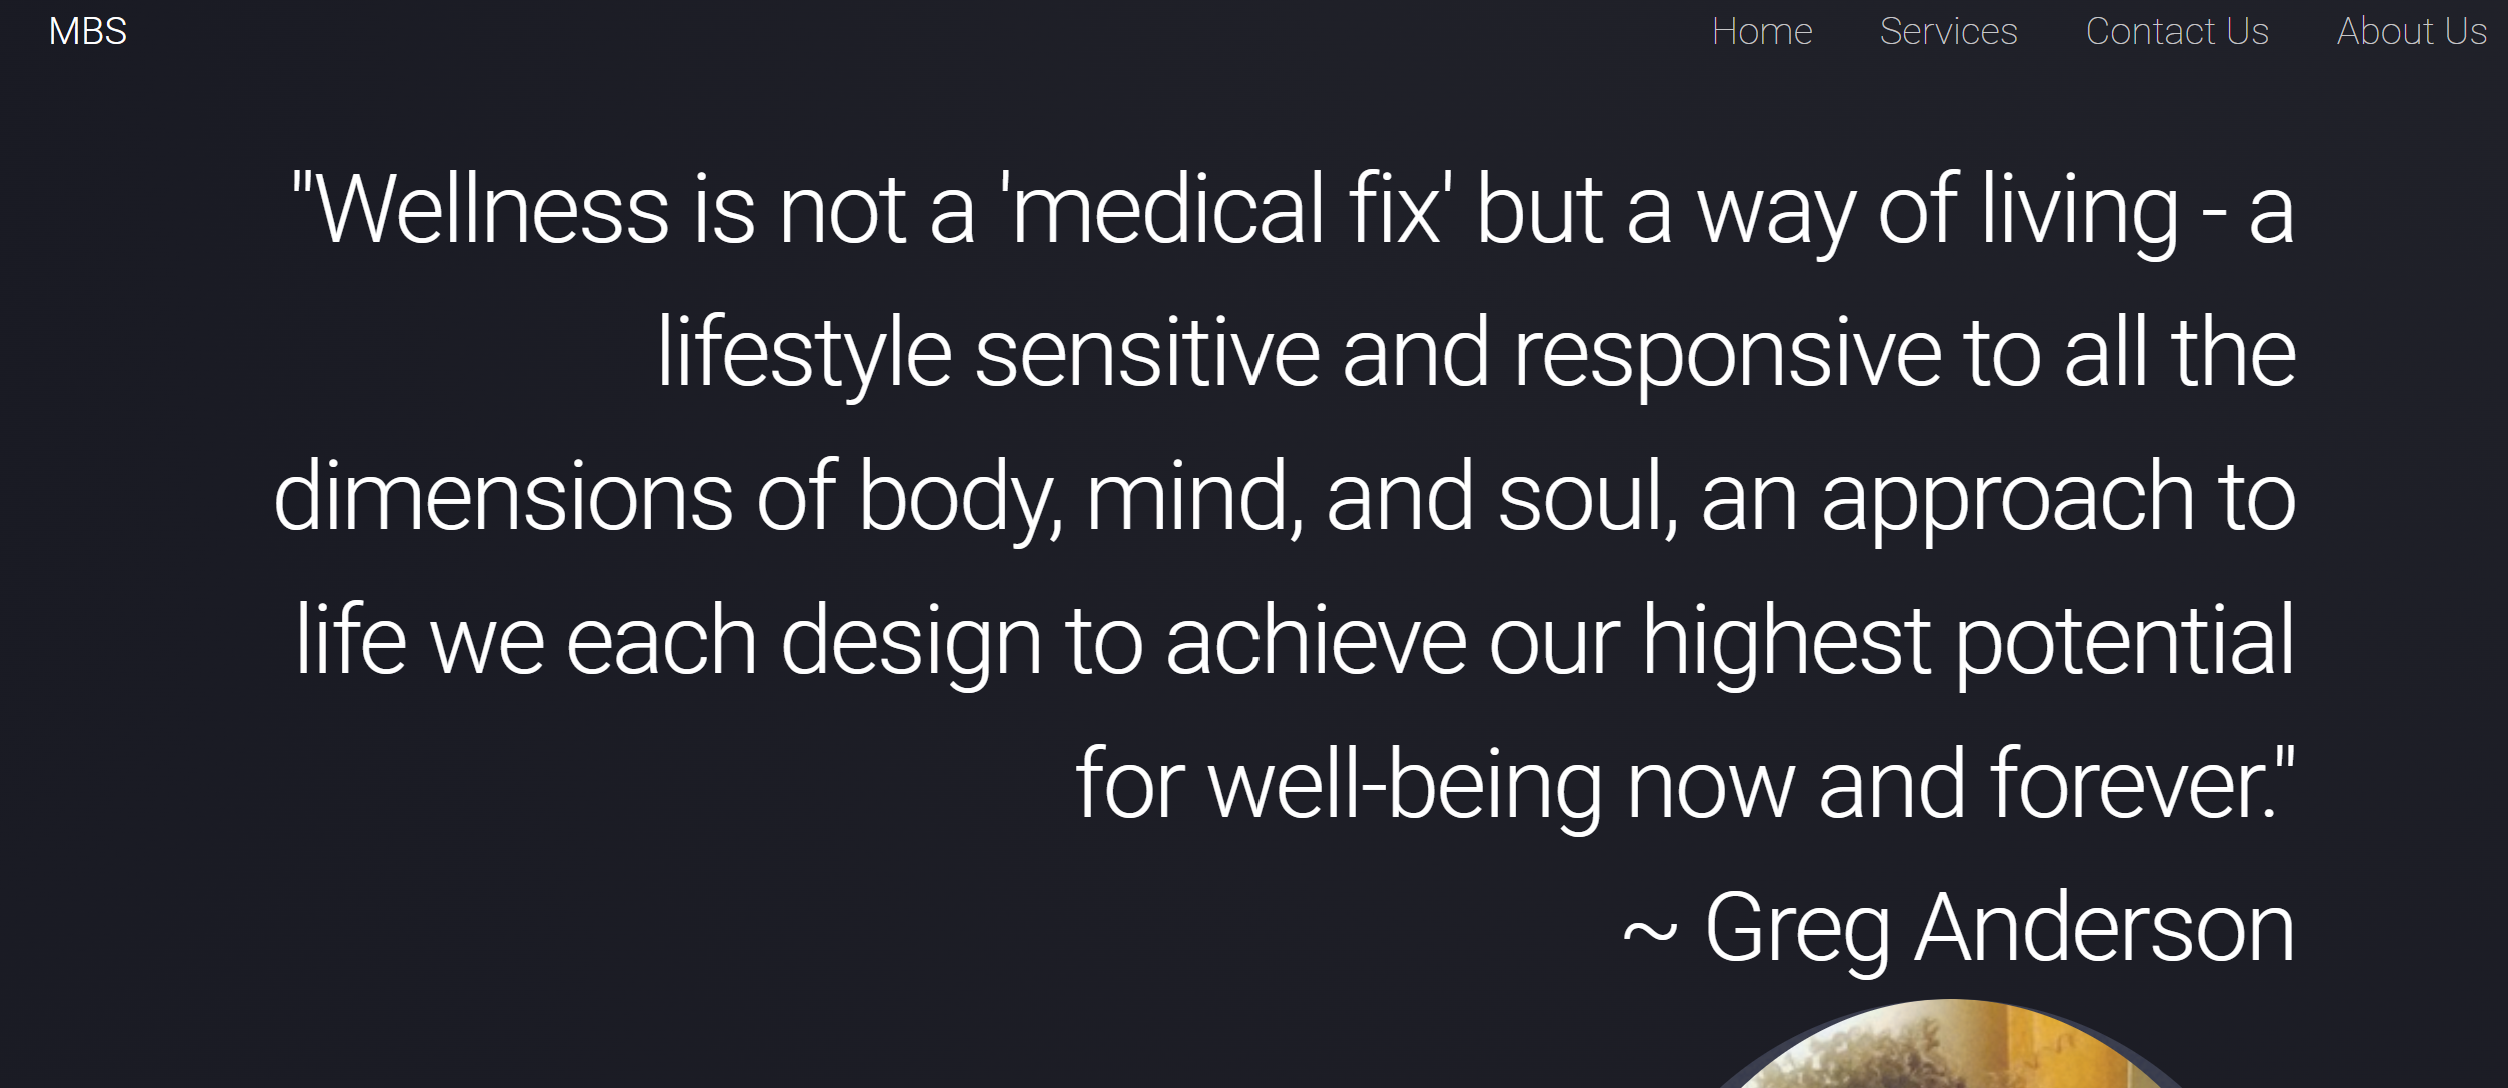 MBS
Home Services Contact Us About Us
"Wellness is not a 'medical fix' but a way of living - a
lifestyle sensitive and responsive to all the
dimensions of body, mind, and soul, an approach to
life we each design to achieve our highest potential
for well-being now and forever."
~ Greg Anderson